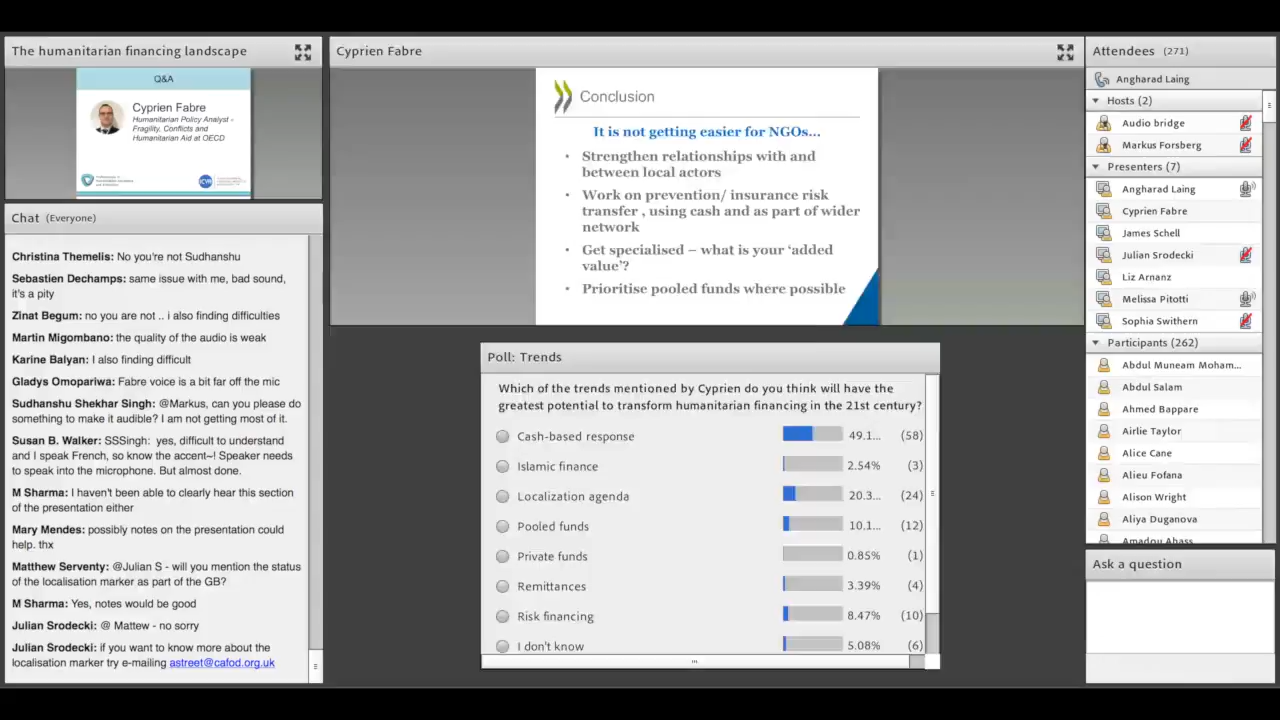 The humanitarian financing landscape
Q&A
Cyprien Fabre
Humanitarian Policy Analyst -
Fragility, Conflicts and
Humanitarian Aid at OECD
Chat (Everyone)
Christina Themelis: No you're not Sudhanshu
Sebastien Dechamps: same issue with me, bad sound,
it's a pity
Zinat Begum: no you are not .. i also finding difficulties
Martin Migombano: the quality of the audio is weak
Karine Balyan: I also finding difficult
Gladys Omopariwa: Fabre voice is a bit far off the mic
Sudhanshu Shekhar Singh: @Markus, can you please do
something to make it audible? I am not getting most of it.
Susan B. Walker: SSSingh: yes, difficult to understand
and I speak French, so know the accent~! Speaker needs
to speak into the microphone. But almost done.
M Sharma: I haven't been able to clearly hear this section
of the presentation either
Mary Mendes: possibly notes on the presentation could
help. thx
Matthew Serventy: @Julian S - will you mention the status
of the localisation marker as part of the GB?
M Sharma: Yes, notes would be good
Julian Srodecki: @ Mattew - no sorry
Julian Srodecki: if you want to know more about the
localisation marker try e-mailing astreet@cafod.org.uk
Cyprien Fabre
Conclusion
It is not getting easier for NGOs...
• Strengthen relationships with and
between local actors
• Work on prevention/ insurance risk
transfer , using cash and as part of wider
network
• Get specialised – what is your ‘added
value’?
• Prioritise pooled funds where possible
Poll: Trends
Which of the trends mentioned by Cyprien do you think will have the
greatest potential to transform humanitarian financing in the 21st century?
Cash-based response 49.1... (58)
Islamic finance 2.54% (3)
Localization agenda 20.3... (24)
Pooled funds 10.1... (12)
Private funds 0.85% (1)
Remittances 3.39% (4)
Risk financing 8.47% (10)
I don't know 5.08% (6)
Attendees (271)
Angharad Laing
Hosts (2)
Audio bridge
Markus Forsberg
Presenters (7)
Angharad Laing
Cyprien Fabre
James Schell
Julian Srodecki
Liz Arnanz
Melissa Pitotti
Sophia Swithern
Participants (262)
Abdul Muneam Moham...
Abdul Salam
Ahmed Bappare
Airlie Taylor
Alice Cane
Alieu Fofana
Alison Wright
Aliya Duganova
Amadou Abass
Ask a question